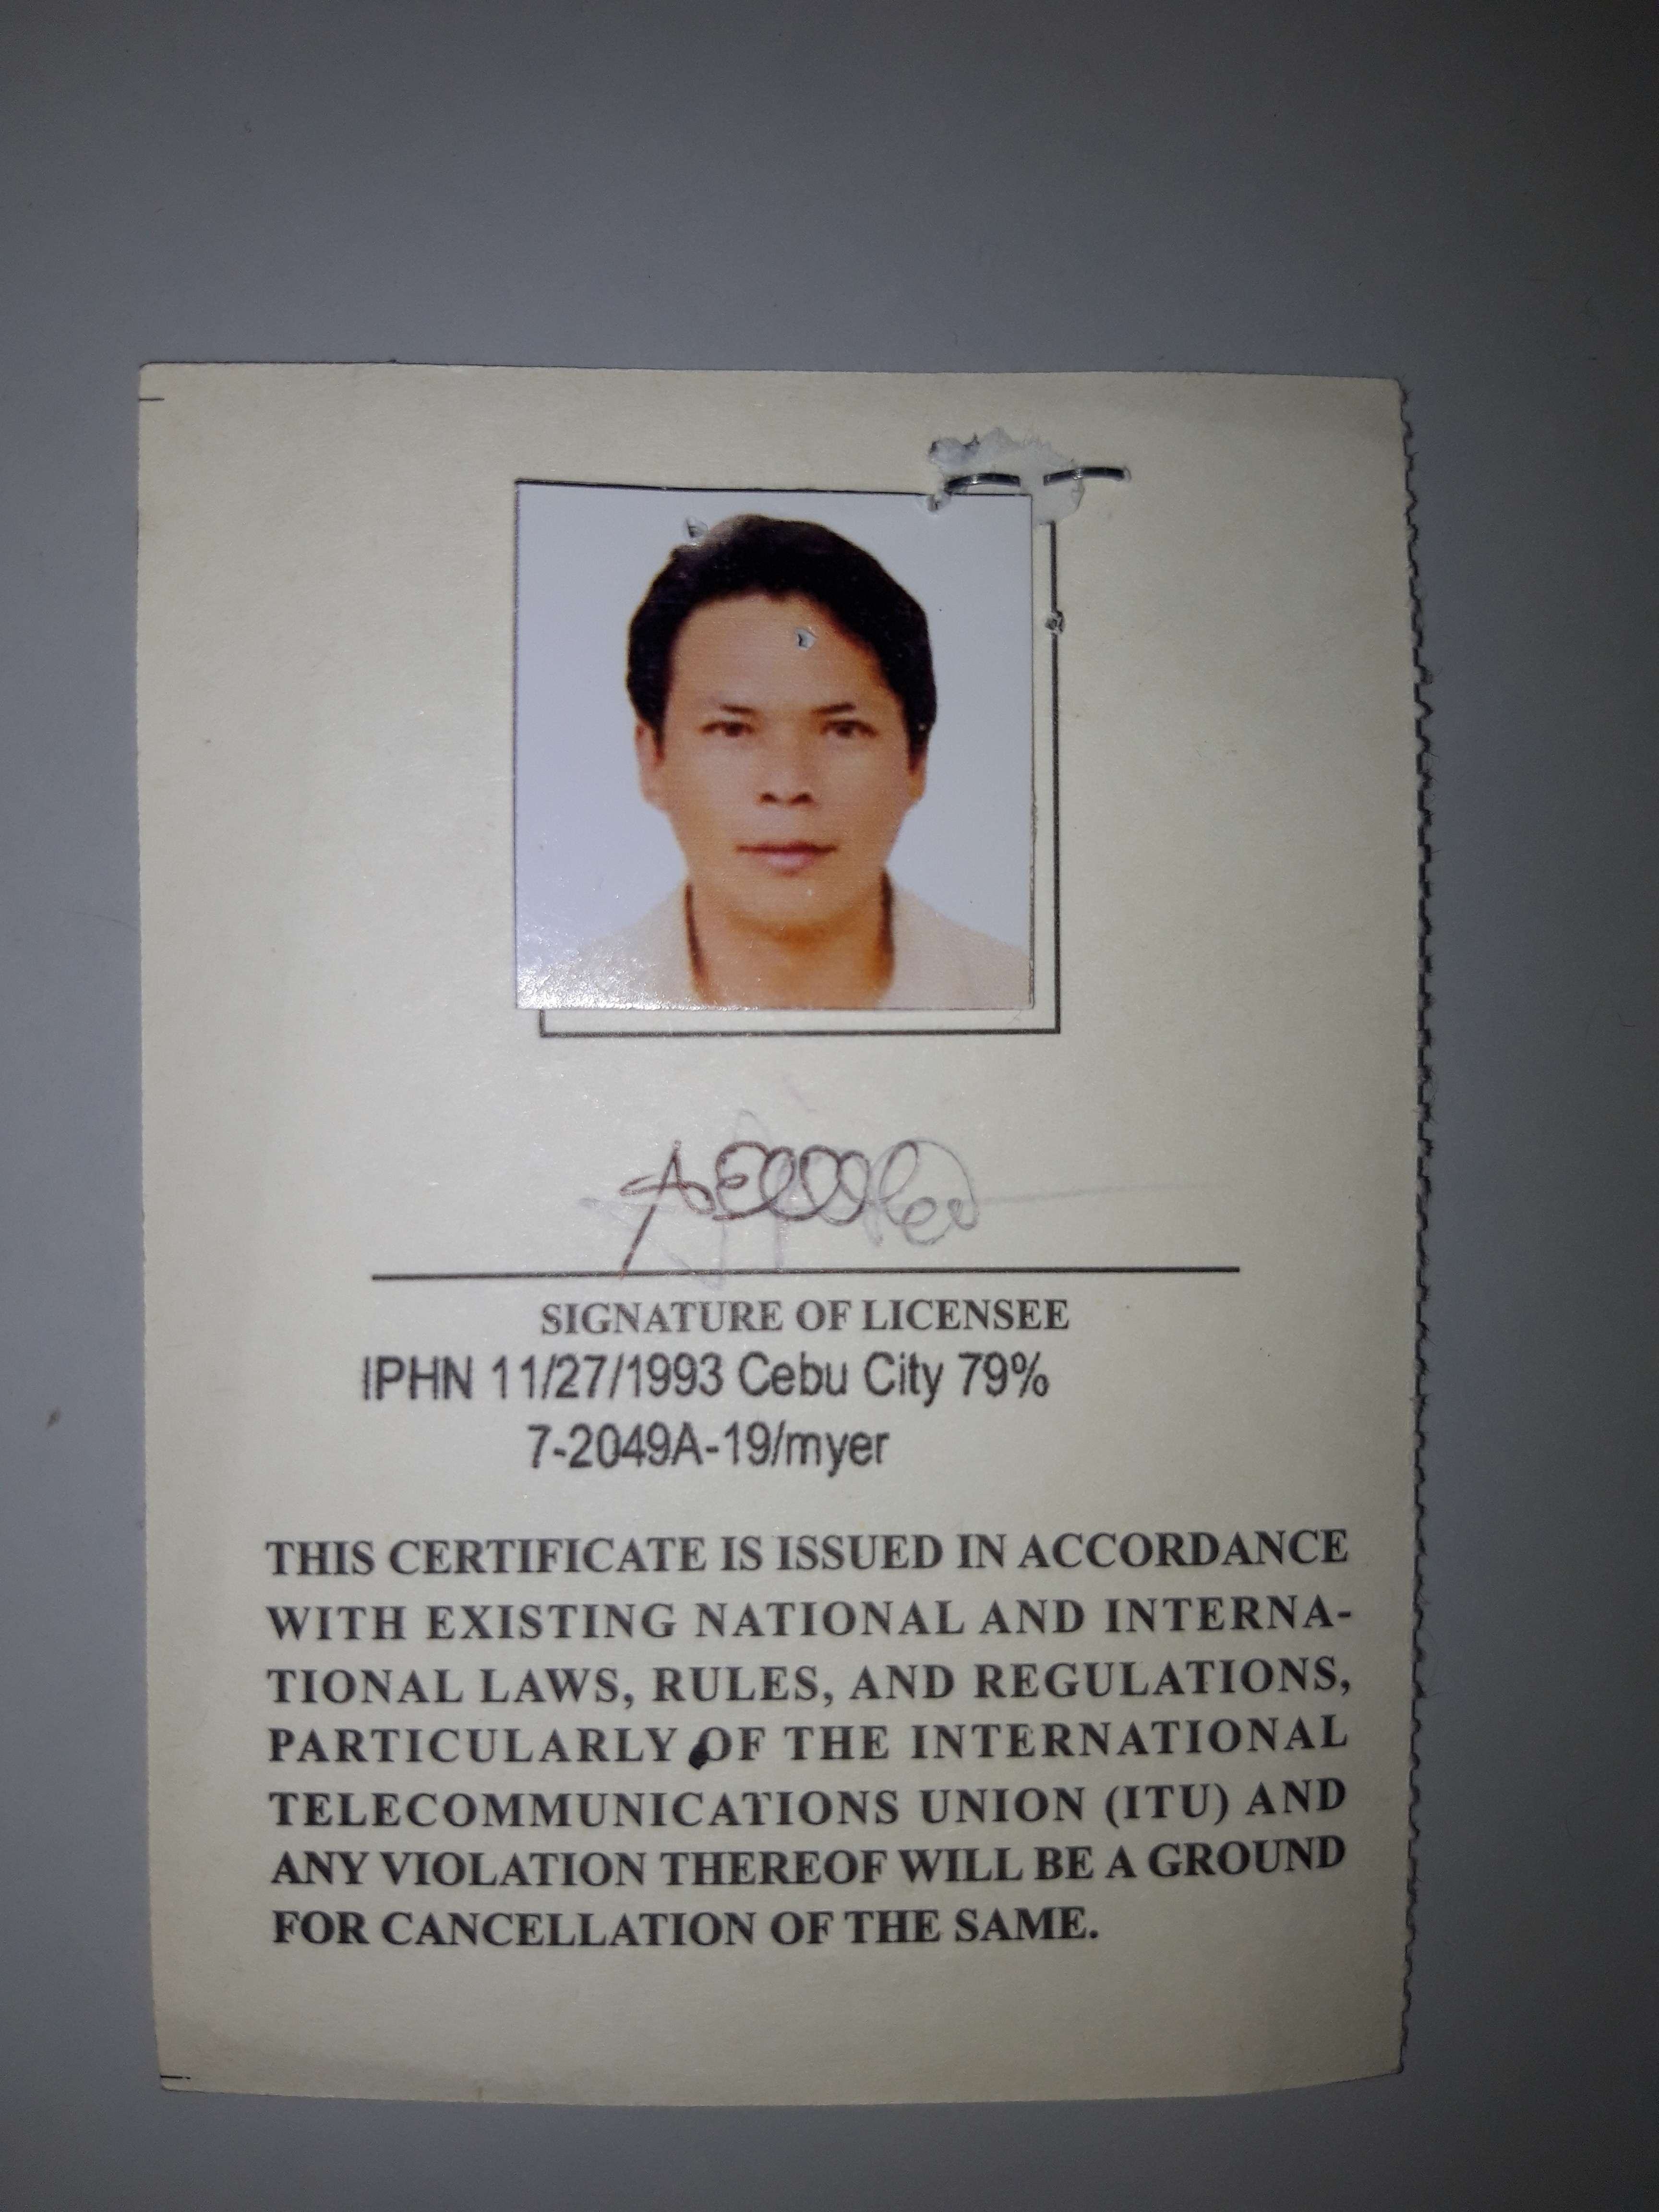 SIGNATURE OF LICENSEE
IPHN 11/27/1993 Cebu City 79%
7-2049A-19/myer
THIS CERTIFICATE IS ISSUED IN ACCORDANCE
WITH EXISTING NATIONAL AND INTERNA-
TIONAL LAWS, RULES, AND REGULATIONS,
PARTICULARLY OF THE INTERNATIONAL
TELECOMMUNICATIONS UNION (ITU) AND
ANY VIOLATION THEREOF WILL BE A GROUND
FOR CANCELLATION OF THE SAME.